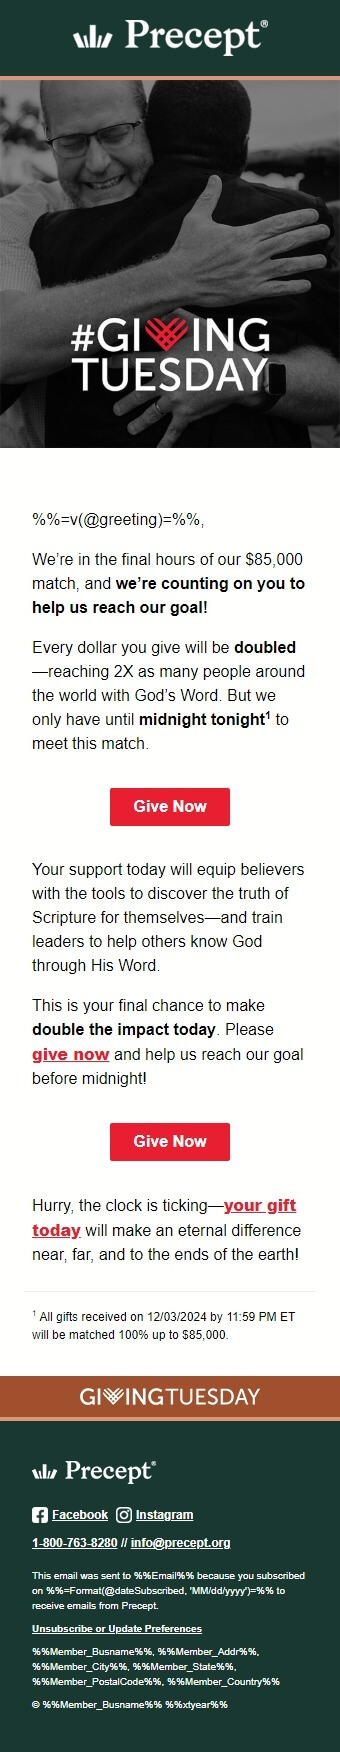 Precept®
#GIVING
TUESDAY
%%=v(@greeting)=%%,
We’re in the final hours of our $85,000
match, and we’re counting on you to
help us reach our goal!
Every dollar you give will be doubled
—reaching 2X as many people around
the world with God’s Word. But we
only have until midnight tonight¹ to
meet this match.
Give Now
Your support today will equip believers
with the tools to discover the truth of
Scripture for themselves—and train
leaders to help others know God
through His Word.
This is your final chance to make
double the impact today. Please
give now and help us reach our goal
before midnight!
Give Now
Hurry, the clock is ticking—your gift
today will make an eternal difference
near, far, and to the ends of the earth!
¹ All gifts received on 12/03/2024 by 11:59 PM ET
will be matched 100% up to $85,000.
GIVINGTUESDAY
Precept®
Facebook Instagram
1-800-763-8280 // info@precept.org
This email was sent to %%Email%% because you subscribed
on %%=Format(@dateSubscribed, 'MM/dd/yyyy')=%% to
receive emails from Precept.
Unsubscribe or Update Preferences
%%Member_Busname%%, %%Member_Addr%%,
%%Member_City%%, %%Member_State%%,
%%Member_PostalCode%%, %%Member_Country%%
© %%Member_Busname%% %%xtyear%%